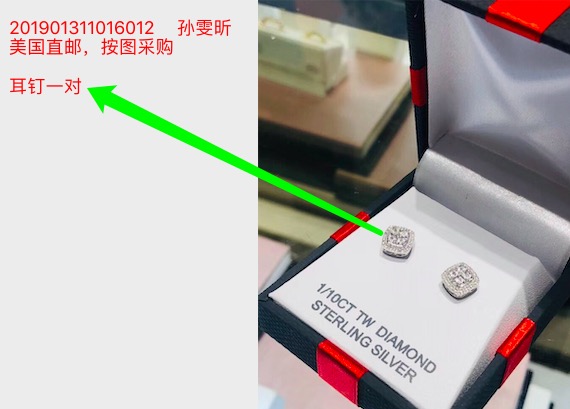 201901311016012 孙雯昕
美国直邮，按图采购
耳钉一对
1/10CT TW DIAMOND
STERLING SILVER